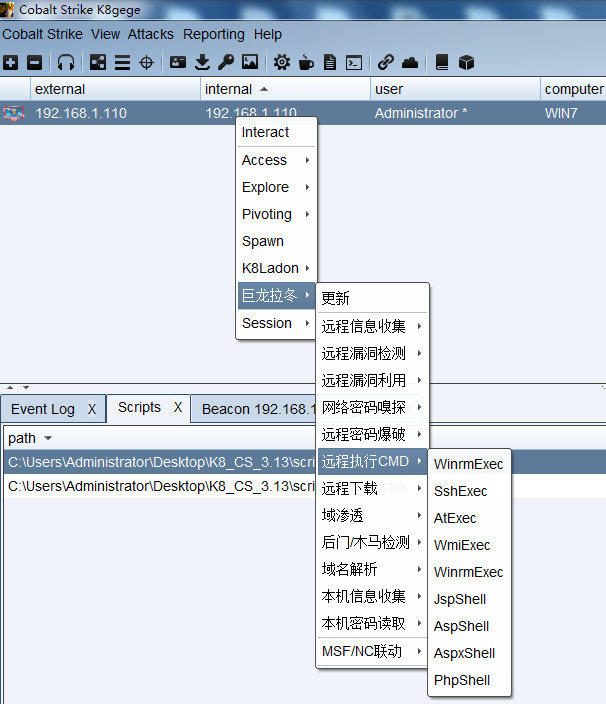 Cobalt Strike K8gege
Cobalt Strike View Attacks Reporting Help
external internal user computer
192.168.1.110 192.168.1.110 Administrator * WIN7
Interact
Access
Explore
Pivoting
Spawn
K8Ladon
巨龙拉冬
Session
更新
远程信息收集
远程漏洞检测
远程漏洞利用
网络密码嗅探
远程密码爆破
远程执行CMD
远程下载
域渗透
后门/木马检测
域名解析
本机信息收集
本机密码读取
MSF/NC联动
WinrmExec
SshExec
AtExec
WmiExec
WinrmExec
JspShell
AspShell
AspxShell
PhpShell
Event Log X Scripts X Beacon 192.168.1
path
C:\Users\Administrator\Desktop\K8_CS_3.13\scri
C:\Users\Administrator\Desktop\K8_CS_3.13\scri